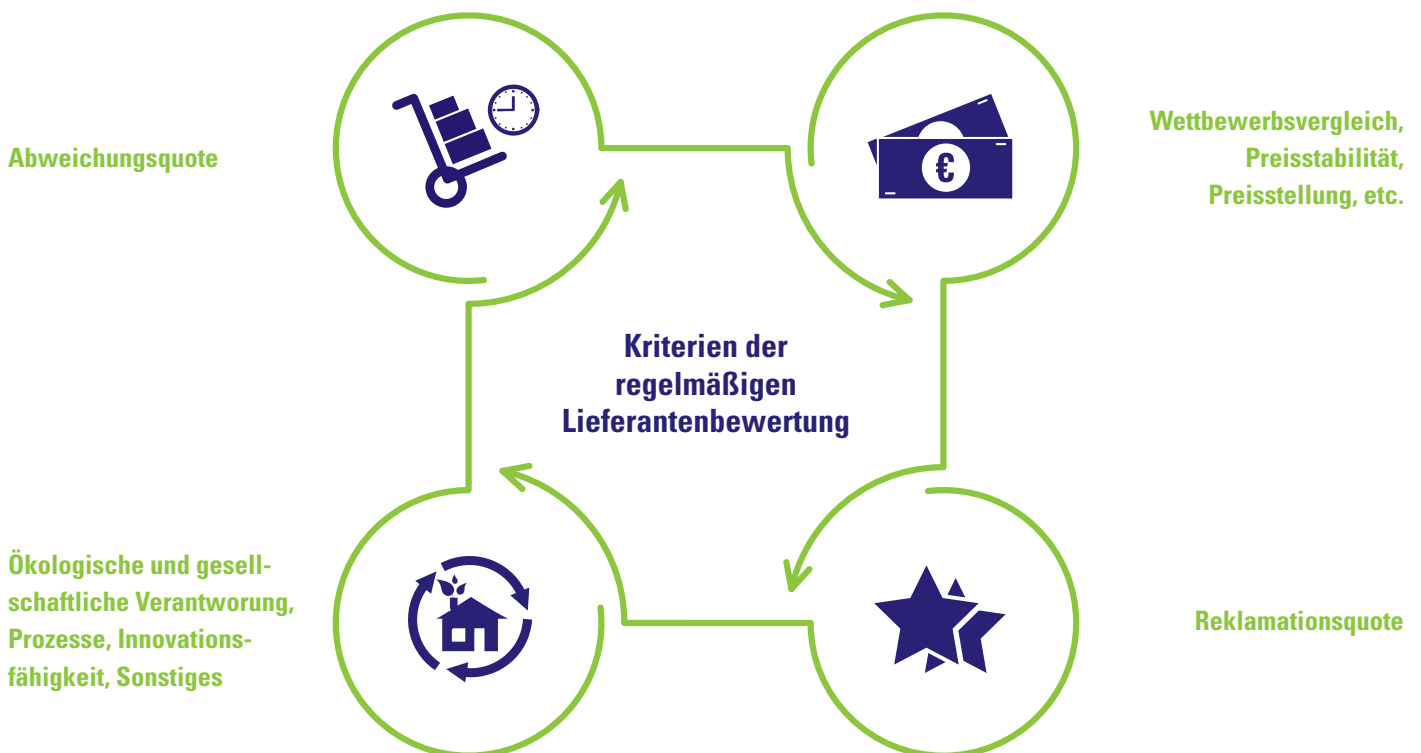 Abweichungsquote
€
Wettbewerbsvergleich,
Preisstabilität,
Preisstellung, etc.
Kriterien der
regelmäßigen
Lieferantenbewertung
Ökologische und gesell-
schaftliche Verantworung,
Prozesse, Innovations-
fähigkeit, Sonstiges
Reklamationsquote